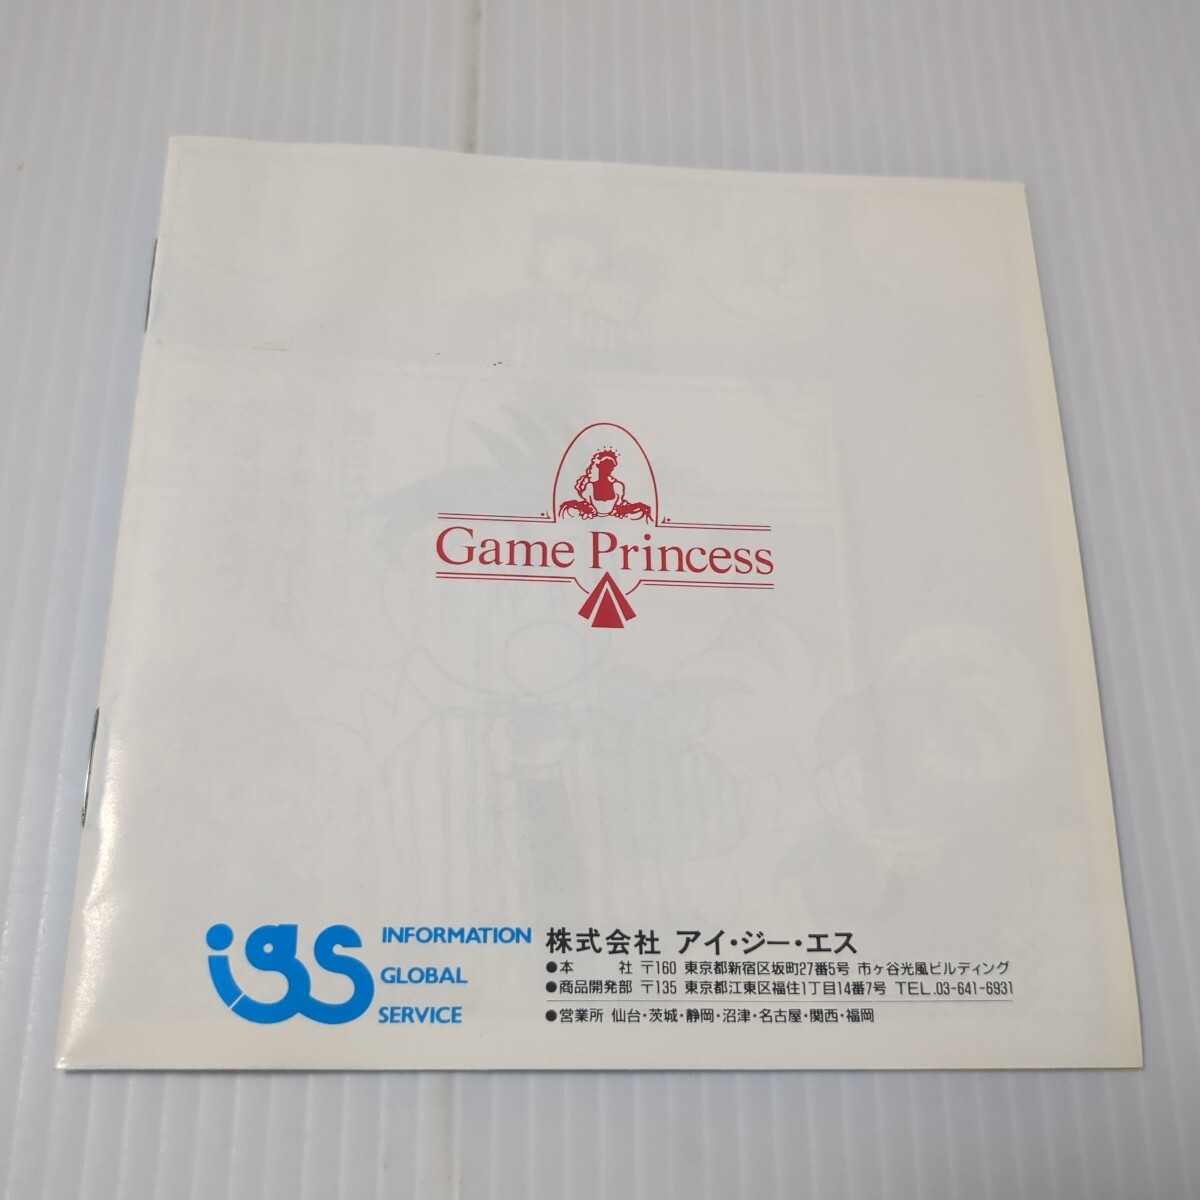 Game Princess
igs
INFORMATION
GLOBAL
SERVICE
株式会社 アイ・ジー・エス
●本 社 〒160 東京都新宿区坂町27番5号 市ヶ谷光風ビルディング
●商品開発部 〒135 東京都江東区福住1丁目14番7号 TEL.03-641-6931
●営業所 仙台・茨城・静岡・沼津・名古屋・関西・福岡